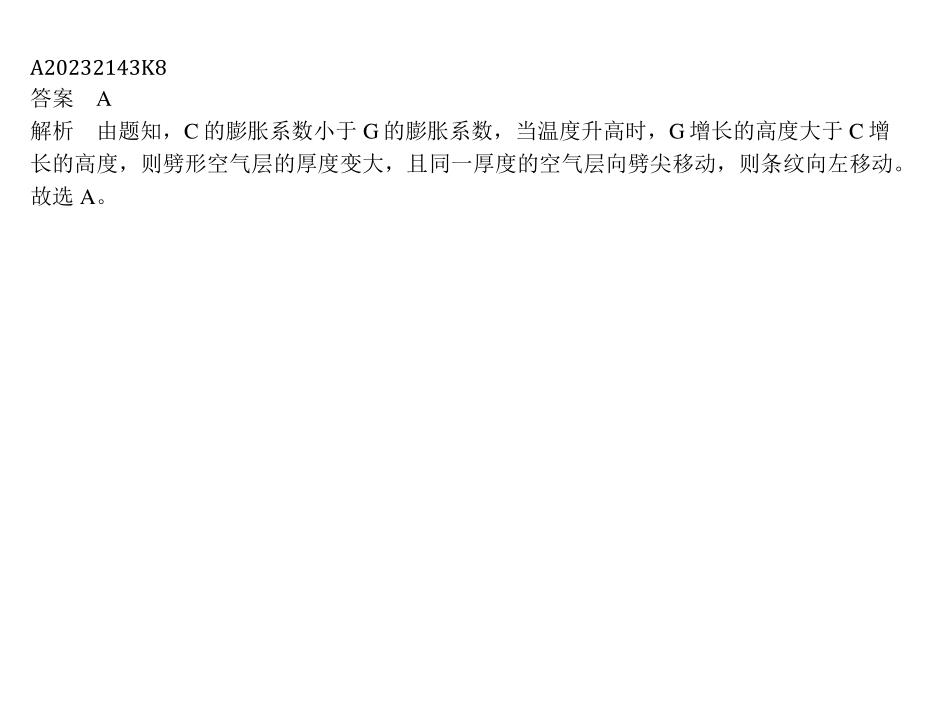 A20232143K8
答案　A
解析　由题知，C 的膨胀系数小于 G 的膨胀系数，当温度升高时，G 增长的高度大于 C 增
长的高度，则劈形空气层的厚度变大，且同一厚度的空气层向劈尖移动，则条纹向左移动。
故选 A。